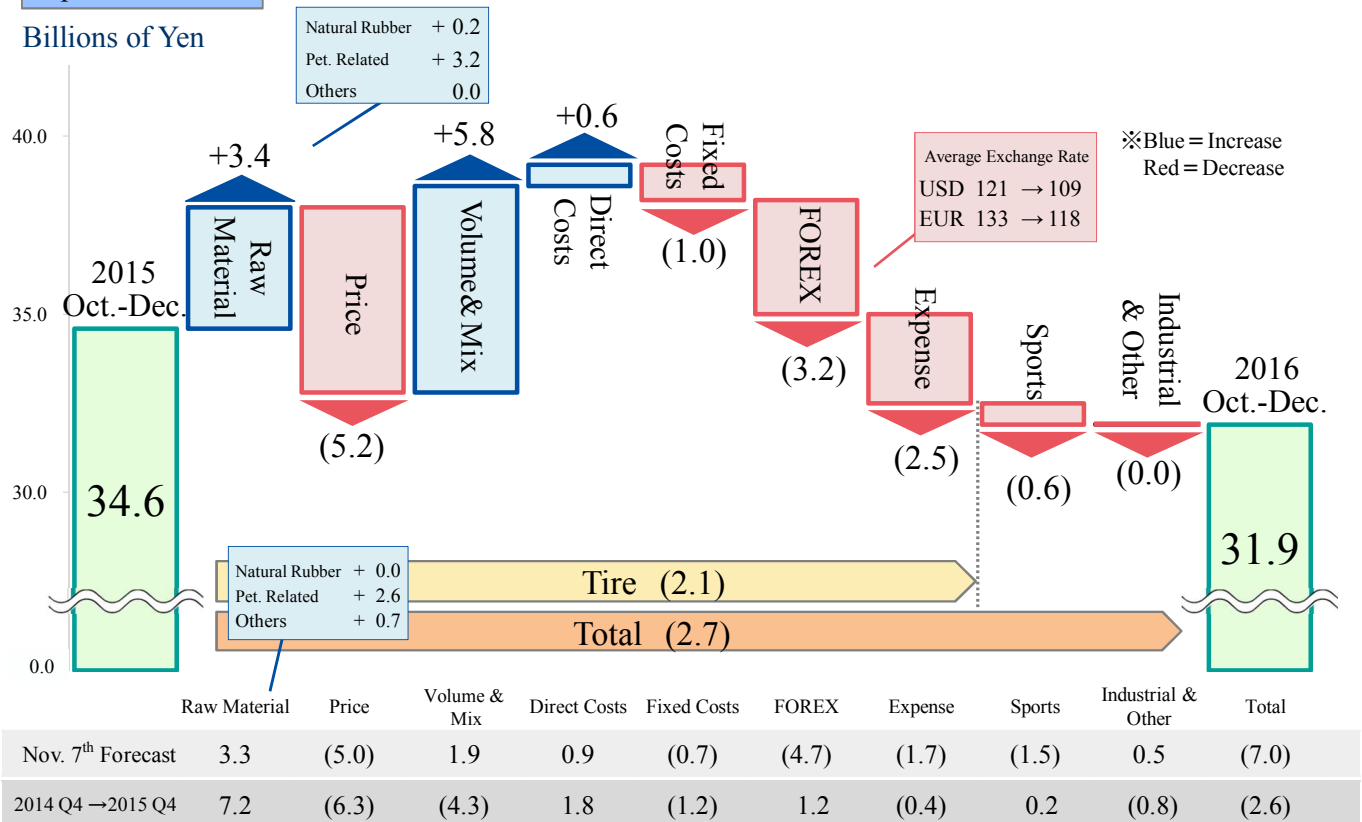 Billions of Yen
Natural Rubber + 0.2
Pet. Related + 3.2
Others 0.0
40.0
35.0
30.0
0.0
2015
Oct.-Dec.
34.6
+3.4
Raw
Material
Price
(5.2)
+5.8
Volume& Mix
+0.6
Direct
Costs
Fixed
Costs
(1.0)
FOREX
(3.2)
Average Exchange Rate
USD 121 →109
EUR 133 →118
※Blue = Increase
Red = Decrease
Expense
(2.5)
Sports
(0.6)
Industrial
& Other
(0.0)
2016
Oct.-Dec.
31.9
Natural Rubber + 0.0
Pet. Related + 2.6
Others + 0.7
Tire (2.1)
Total (2.7)
Raw Material Price Volume & Mix Direct Costs Fixed Costs FOREX Expense Sports Industrial & Other Total
Nov. 7th Forecast 3.3 (5.0) 1.9 0.9 (0.7) (4.7) (1.7) (1.5) 0.5 (7.0)
2014 Q4 →2015 Q4 7.2 (6.3) (4.3) 1.8 (1.2) 1.2 (0.4) 0.2 (0.8) (2.6)